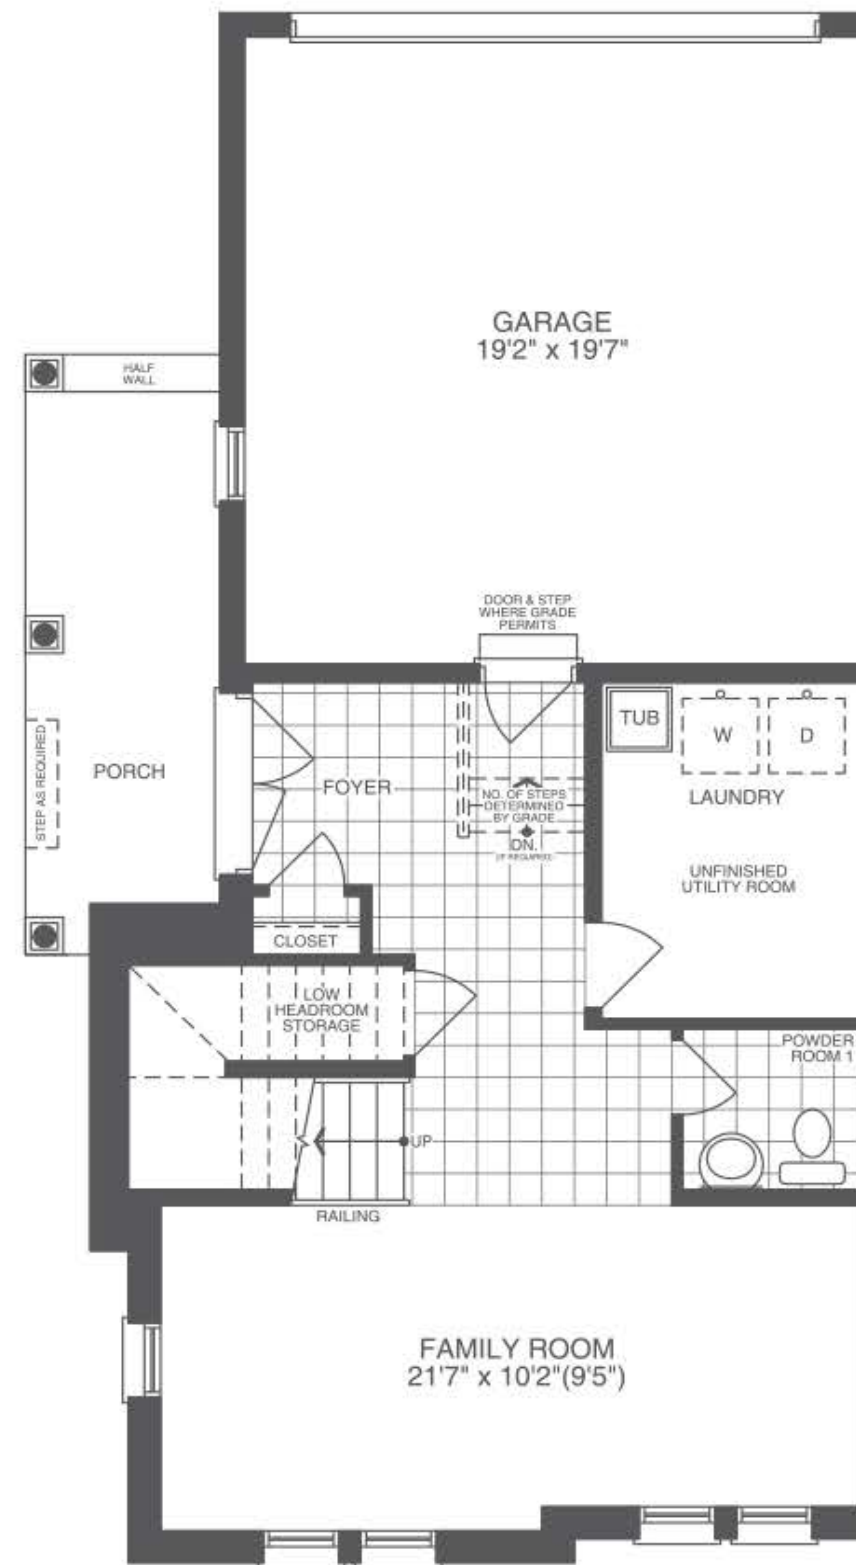 GARAGE
19'2" x 19'7"
HALF
WALL
DOOR & STEP
WHERE GRADE
PERMITS
STEP AS REQUIRED
PORCH
FOYER
NO. OF STEPS
DETERMINED
BY GRADE
DN.
(IF REQUIRED)
TUB
W
D
LAUNDRY
UNFINISHED
UTILITY ROOM
CLOSET
LOW
HEADROOM
STORAGE
POWDER
ROOM 1
UP
RAILING
FAMILY ROOM
21'7" x 10'2"(9'5")